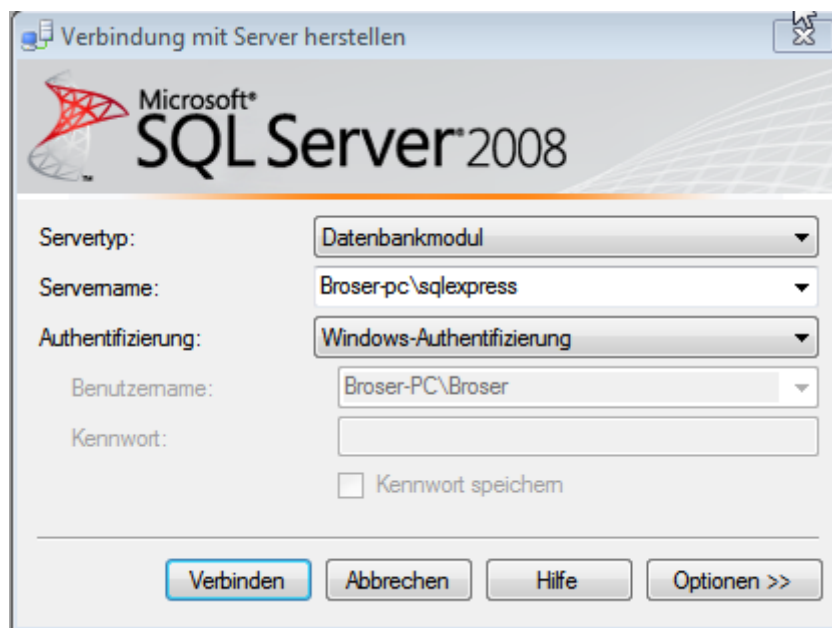 Verbindung mit Server herstellen
Microsoft®
SQL Server® 2008
™
Servertyp: Datenbankmodul
Servername: Broser-pc\sqlexpress
Authentifizierung: Windows-Authentifizierung
Benutzername: Broser-PC\Broser
Kennwort:
Kennwort speichern
Verbinden Abbrechen Hilfe Optionen >>